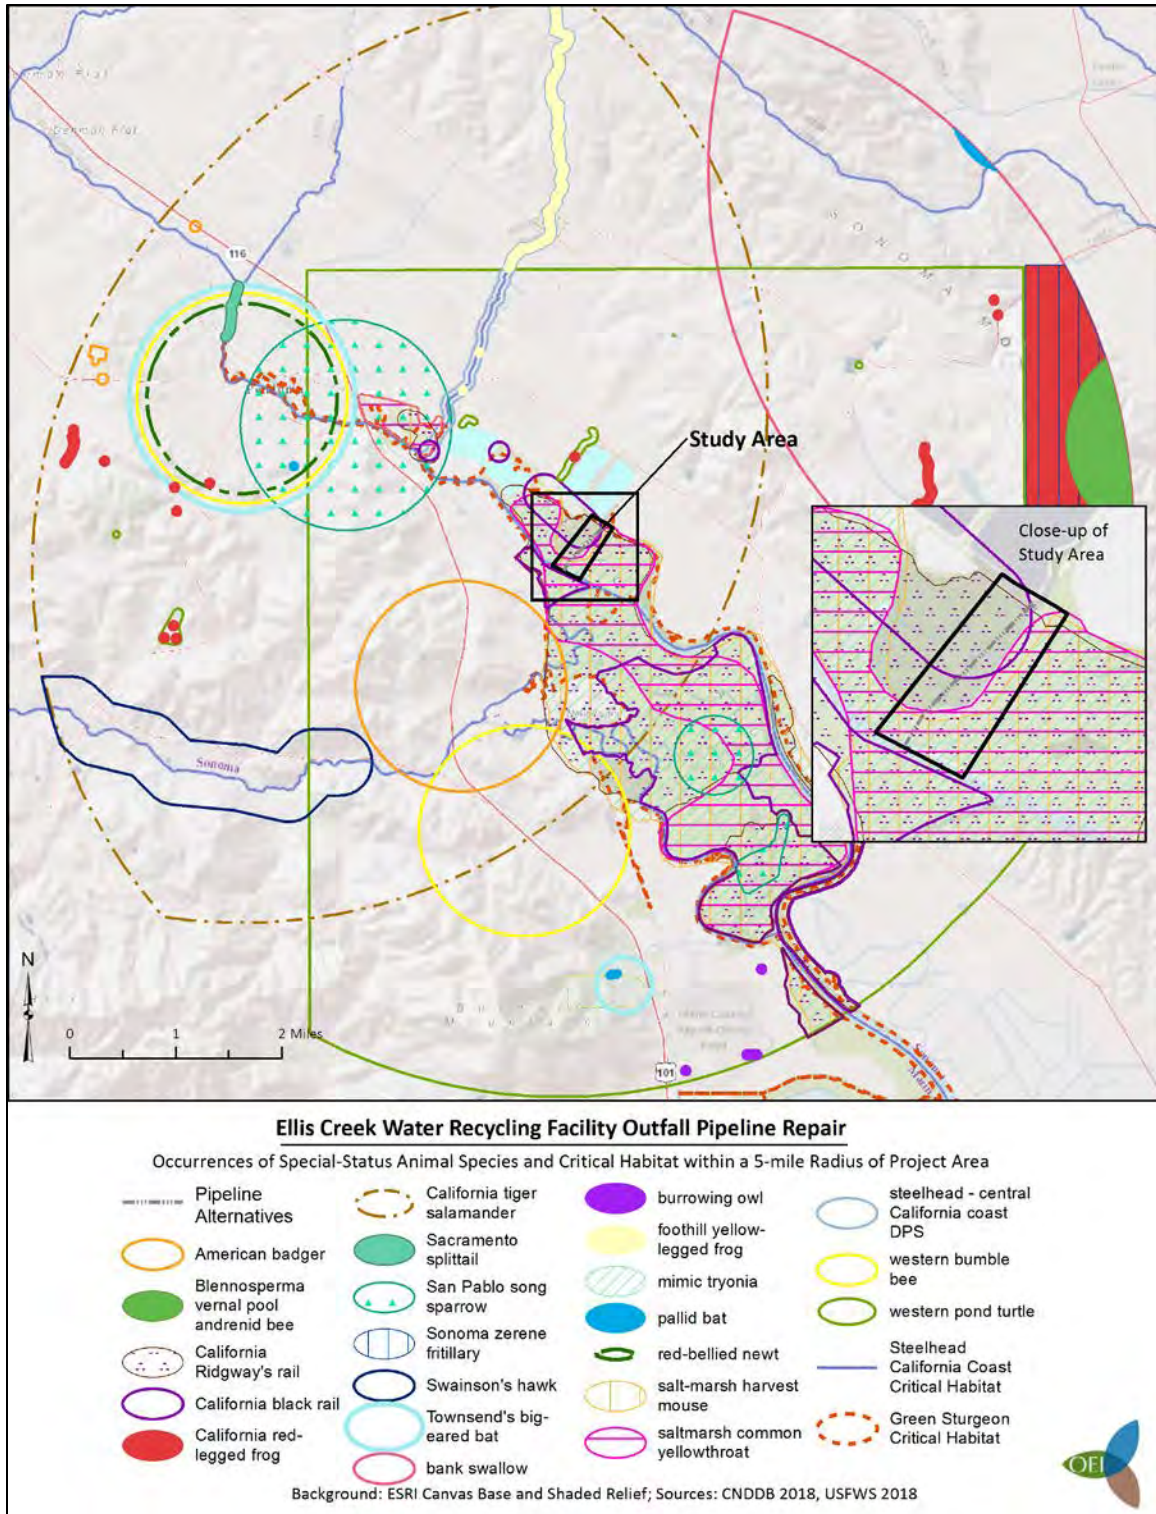 Denman Flat
116
Study Area
Close-up of
Study Area
Sonoma
N
0 1 2 Miles
101
Ellis Creek Water Recycling Facility Outfall Pipeline Repair
Occurrences of Special-Status Animal Species and Critical Habitat within a 5-mile Radius of Project Area
Pipeline
Alternatives
American badger
Blennosperma
vernal pool
andrenid bee
California
Ridgway's rail
California black rail
California red-
legged frog
California tiger
salamander
Sacramento
splittail
San Pablo song
sparrow
Sonoma zerene
fritillary
Swainson's hawk
Townsend's big-
eared bat
bank swallow
burrowing owl
foothill yellow-
legged frog
mimic tryonia
pallid bat
red-bellied newt
salt-marsh harvest
mouse
saltmarsh common
yellowthroat
steelhead - central
California coast
DPS
western bumble
bee
western pond turtle
Steelhead
California Coast
Critical Habitat
Green Sturgeon
Critical Habitat
OEI
Background: ESRI Canvas Base and Shaded Relief; Sources: CNDDB 2018, USFWS 2018